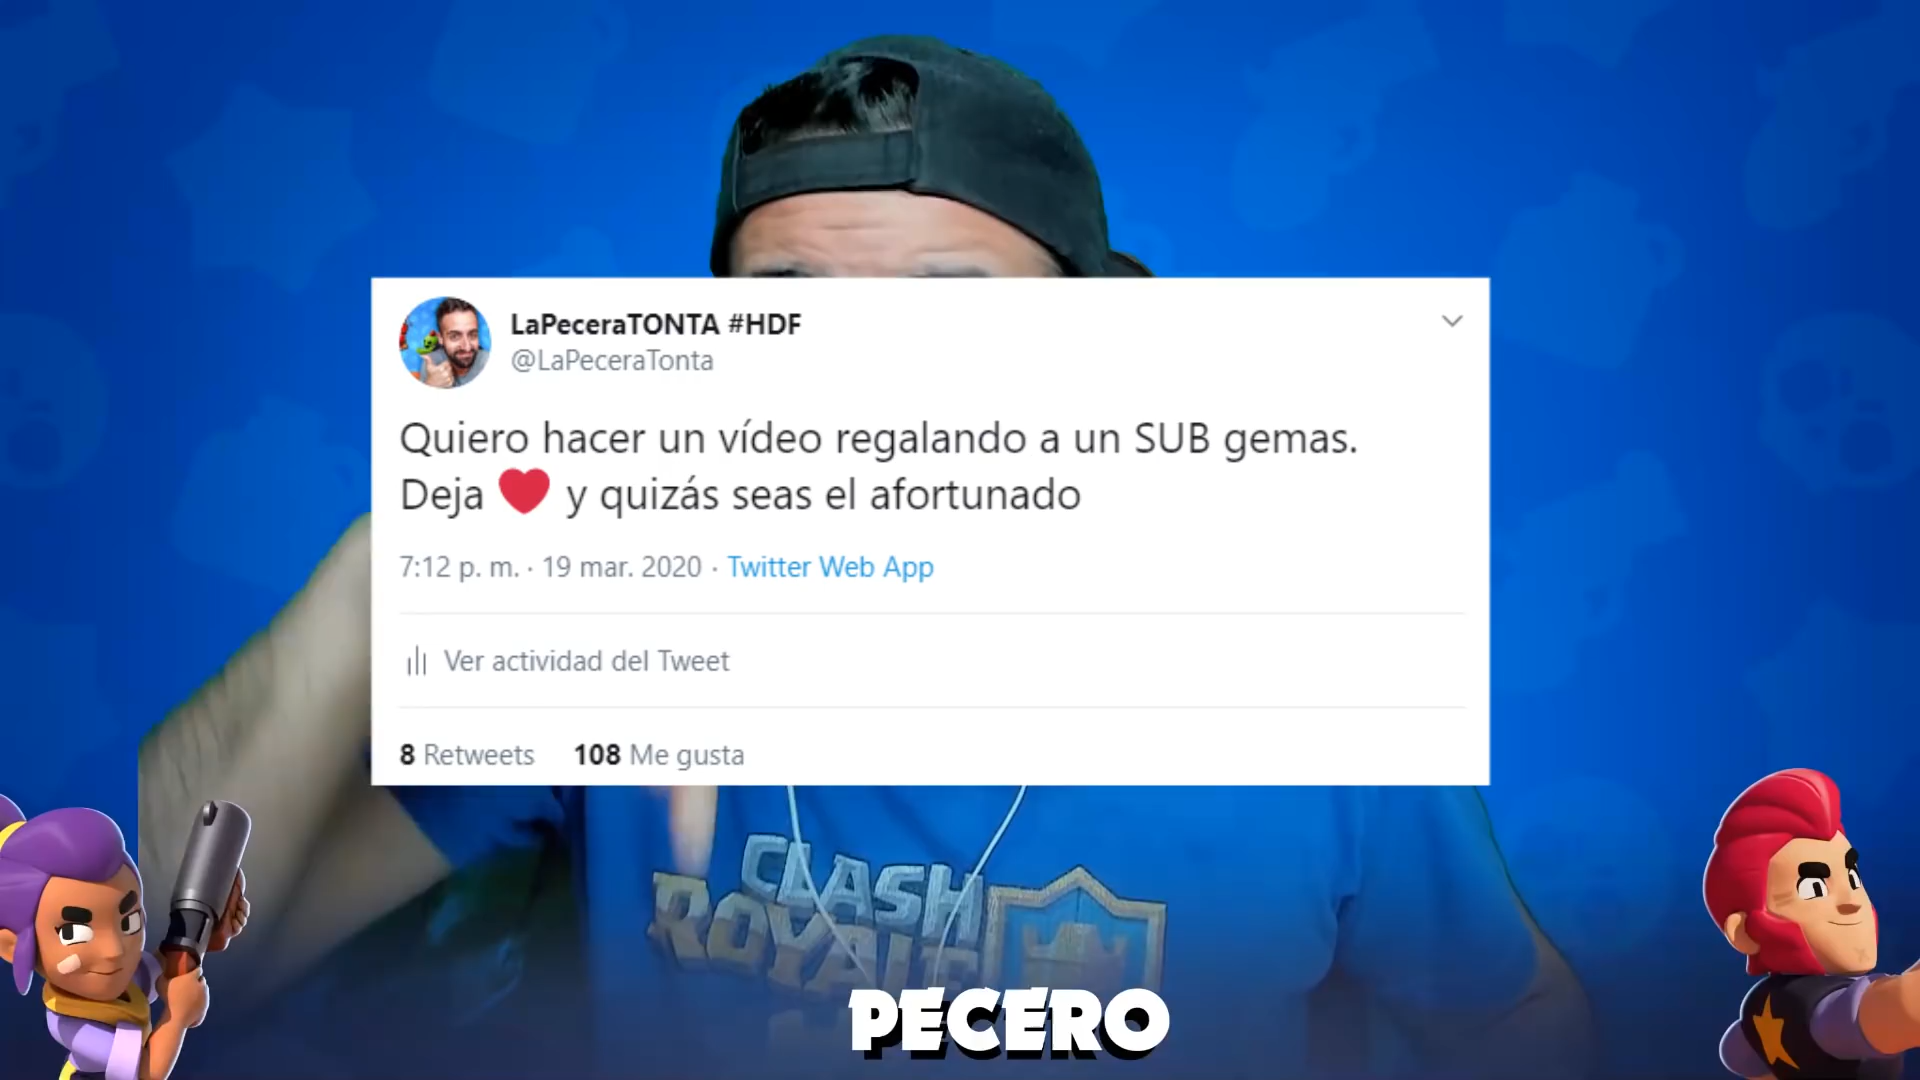 LaPeceraTONTA #HDF
@LaPeceraTonta
Quiero hacer un vídeo regalando a un SUB gemas.
Deja ❤ y quizás seas el afortunado
7:12 p. m. · 19 mar. 2020 · Twitter Web App
Ver actividad del Tweet
8 Retweets 108 Me gusta
CLASH
ROYALE
PECERO